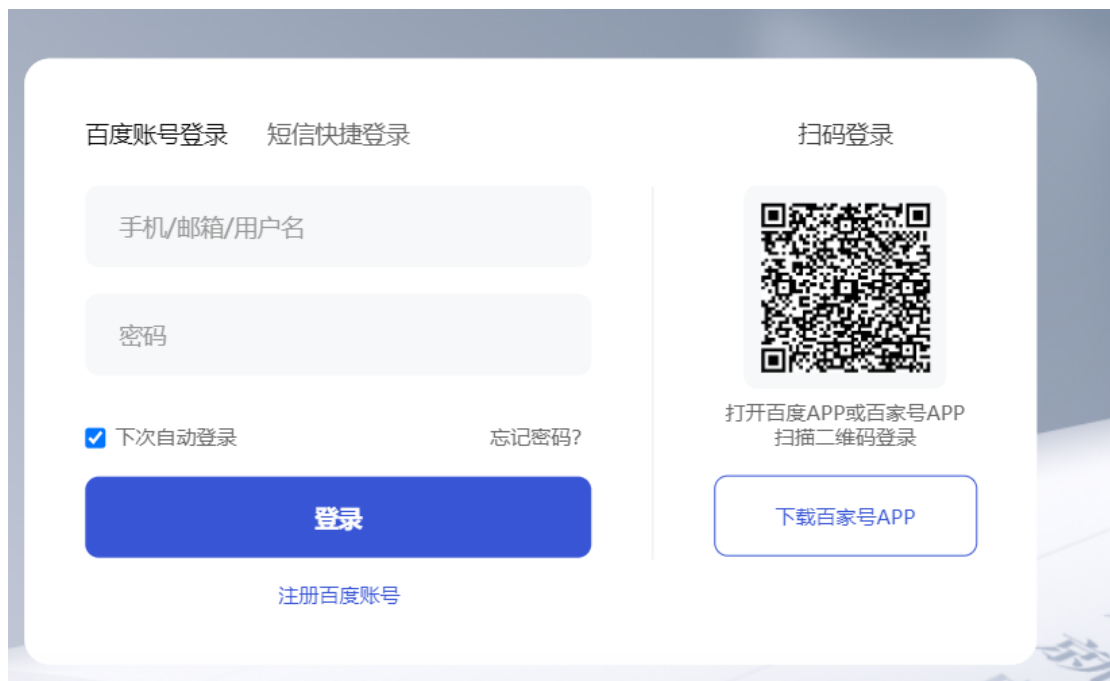 百度账号登录
短信快捷登录
手机/邮箱/用户名
密码
下次自动登录
忘记密码?
登录
注册百度账号
扫码登录
打开百度APP或百家号APP
扫描二维码登录
下载百家号APP